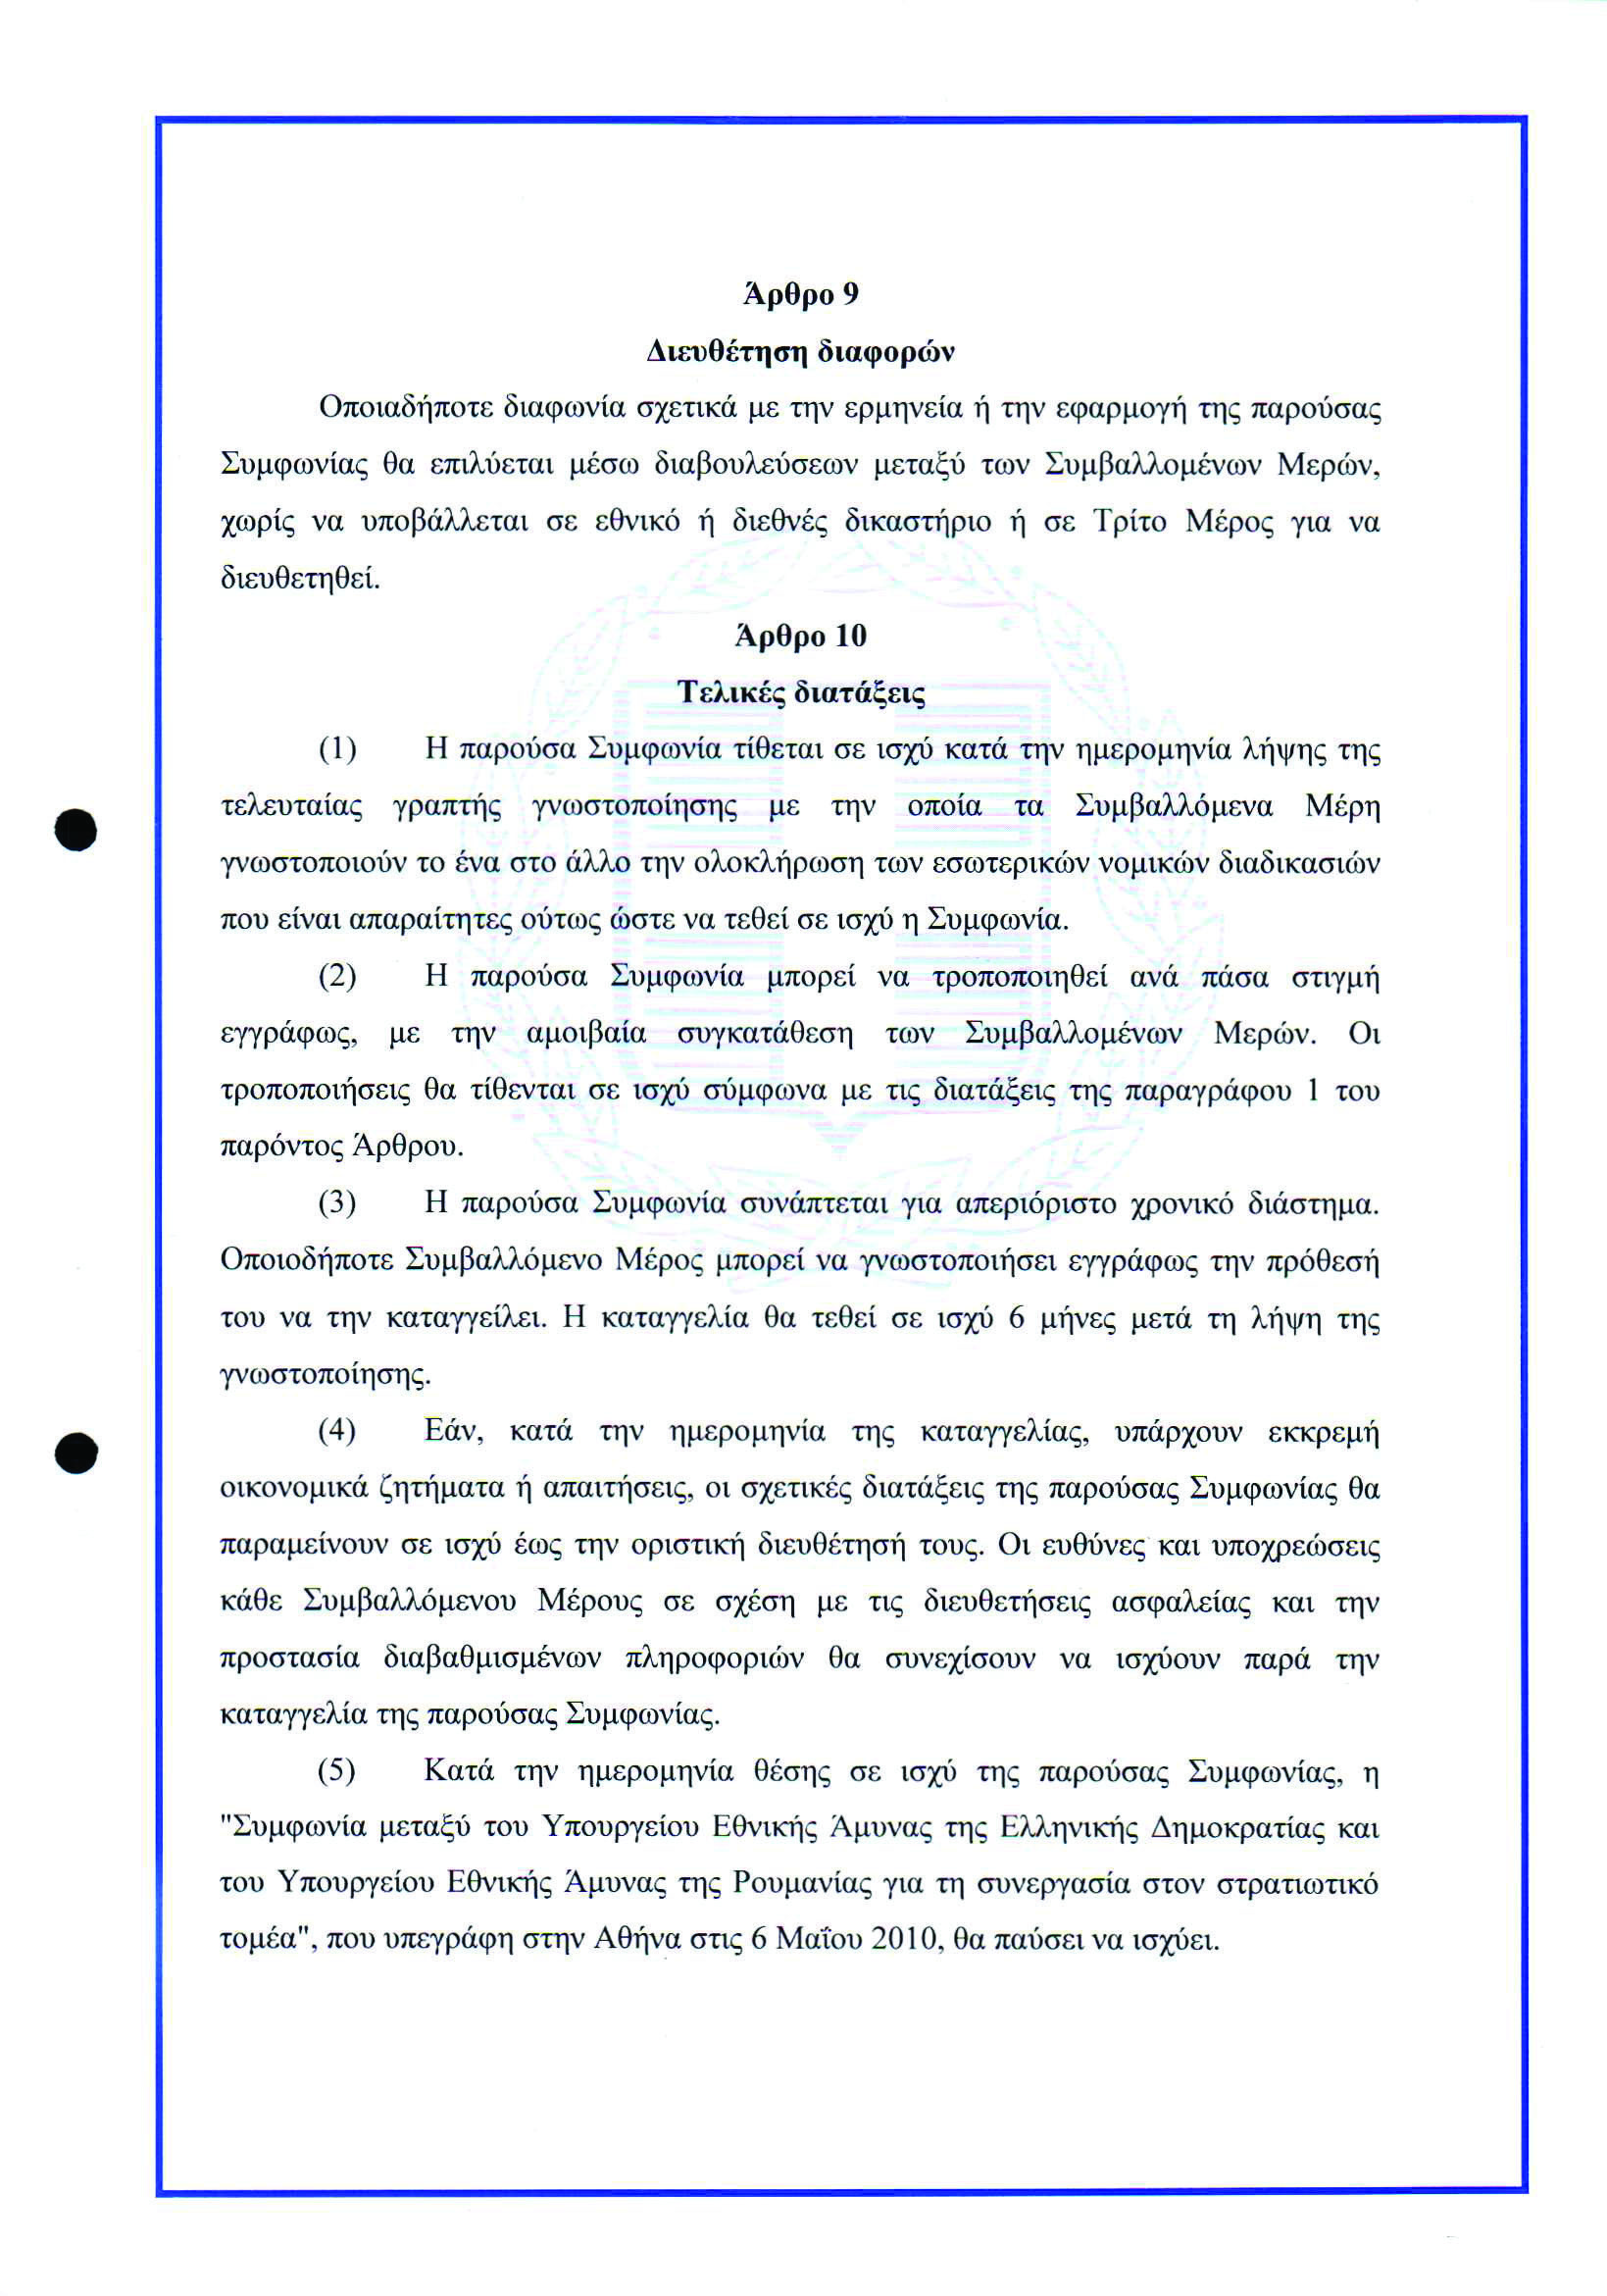 Άρθρο 9
Διευθέτηση διαφορών
Οποιαδήποτε διαφωνία σχετικά με την ερμηνεία ή την εφαρμογή της παρούσας
Συμφωνίας θα επιλύεται μέσω διαβουλεύσεων μεταξύ των Συμβαλλομένων Μερών,
χωρίς να υποβάλλεται σε εθνικό ή διεθνές δικαστήριο ή σε Τρίτο Μέρος για να
διευθετηθεί.
Άρθρο 10
Τελικές διατάξεις
(1) Η παρούσα Συμφωνία τίθεται σε ισχύ κατά την ημερομηνία λήψης της
τελευταίας γραπτής γνωστοποίησης με την οποία τα Συμβαλλόμενα Μέρη
γνωστοποιούν το ένα στο άλλο την ολοκλήρωση των εσωτερικών νομικών διαδικασιών
που είναι απαραίτητες ούτως ώστε να τεθεί σε ισχύ η Συμφωνία.
(2) Η παρούσα Συμφωνία μπορεί να τροποποιηθεί ανά πάσα στιγμή
εγγράφως, με την αμοιβαία συγκατάθεση των Συμβαλλομένων Μερών. Οι
τροποποιήσεις θα τίθενται σε ισχύ σύμφωνα με τις διατάξεις της παραγράφου 1 του
παρόντος Άρθρου.
(3) Η παρούσα Συμφωνία συνάπτεται για απεριόριστο χρονικό διάστημα.
Οποιοδήποτε Συμβαλλόμενο Μέρος μπορεί να γνωστοποιήσει εγγράφως την πρόθεσή
του να την καταγγείλει. Η καταγγελία θα τεθεί σε ισχύ 6 μήνες μετά τη λήψη της
γνωστοποίησης.
(4) Εάν, κατά την ημερομηνία της καταγγελίας, υπάρχουν εκκρεμή
οικονομικά ζητήματα ή απαιτήσεις, οι σχετικές διατάξεις της παρούσας Συμφωνίας θα
παραμείνουν σε ισχύ έως την οριστική διευθέτησή τους. Οι ευθύνες και υποχρεώσεις
κάθε Συμβαλλόμενου Μέρους σε σχέση με τις διευθετήσεις ασφαλείας και την
προστασία διαβαθμισμένων πληροφοριών θα συνεχίσουν να ισχύουν παρά την
καταγγελία της παρούσας Συμφωνίας.
(5) Κατά την ημερομηνία θέσης σε ισχύ της παρούσας Συμφωνίας, η
"Συμφωνία μεταξύ του Υπουργείου Εθνικής Άμυνας της Ελληνικής Δημοκρατίας και
του Υπουργείου Εθνικής Άμυνας της Ρουμανίας για τη συνεργασία στον στρατιωτικό
τομέα", που υπεγράφη στην Αθήνα στις 6 Μαΐου 2010, θα παύσει να ισχύει.